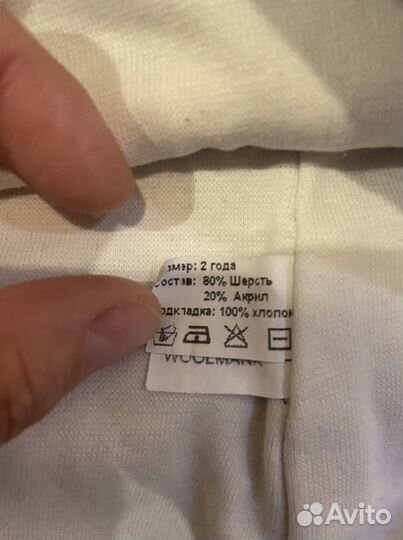 змер: 2 года
Состав: 80% Шерсть
20% Акрил
одкладка: 100% хлопок
WOOLMARK
Avito